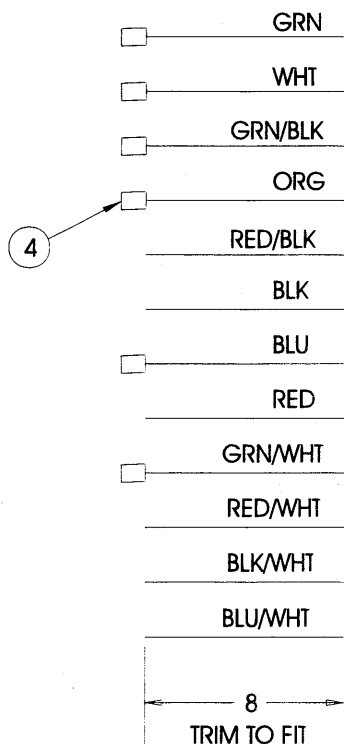 GRN
WHT
GRN/BLK
ORG
4
RED/BLK
BLK
BLU
RED
GRN/WHT
RED/WHT
BLK/WHT
BLU/WHT
8
TRIM TO FIT